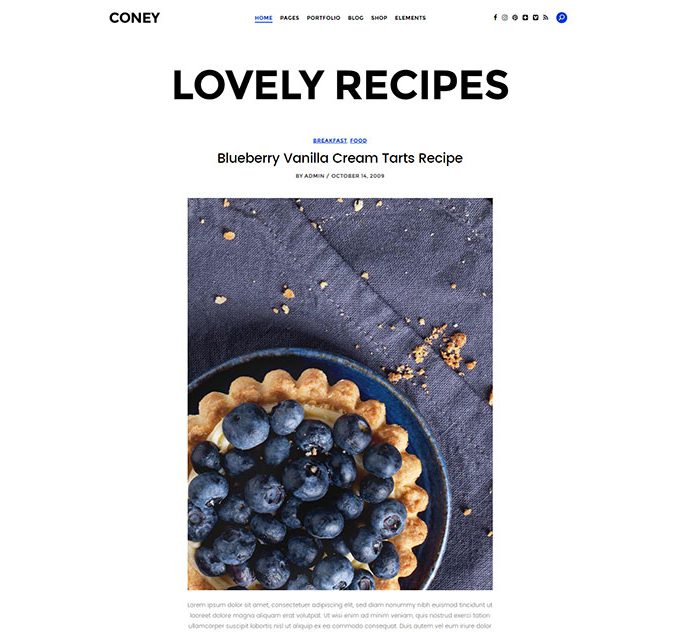 CONEY
HOME PAGES PORTFOLIO BLOG SHOP ELEMENTS
LOVELY RECIPES
BREAKFAST FOOD
Blueberry Vanilla Cream Tarts Recipe
BY ADMIN / OCTOBER 14, 2009
Lorem ipsum dolor sit amet, consectetuer adipiscing elit, sed diam nonummy nibh euismod tincidunt ut
laoreet dolore magna aliquam erat volutpat. Ut wisi enim ad minim veniam, quis nostrud exerci tation
ullamcorper suscipit lobortis nisl ut aliquip ex ea commodo consequat. Duis autem vel eum iriure dolor